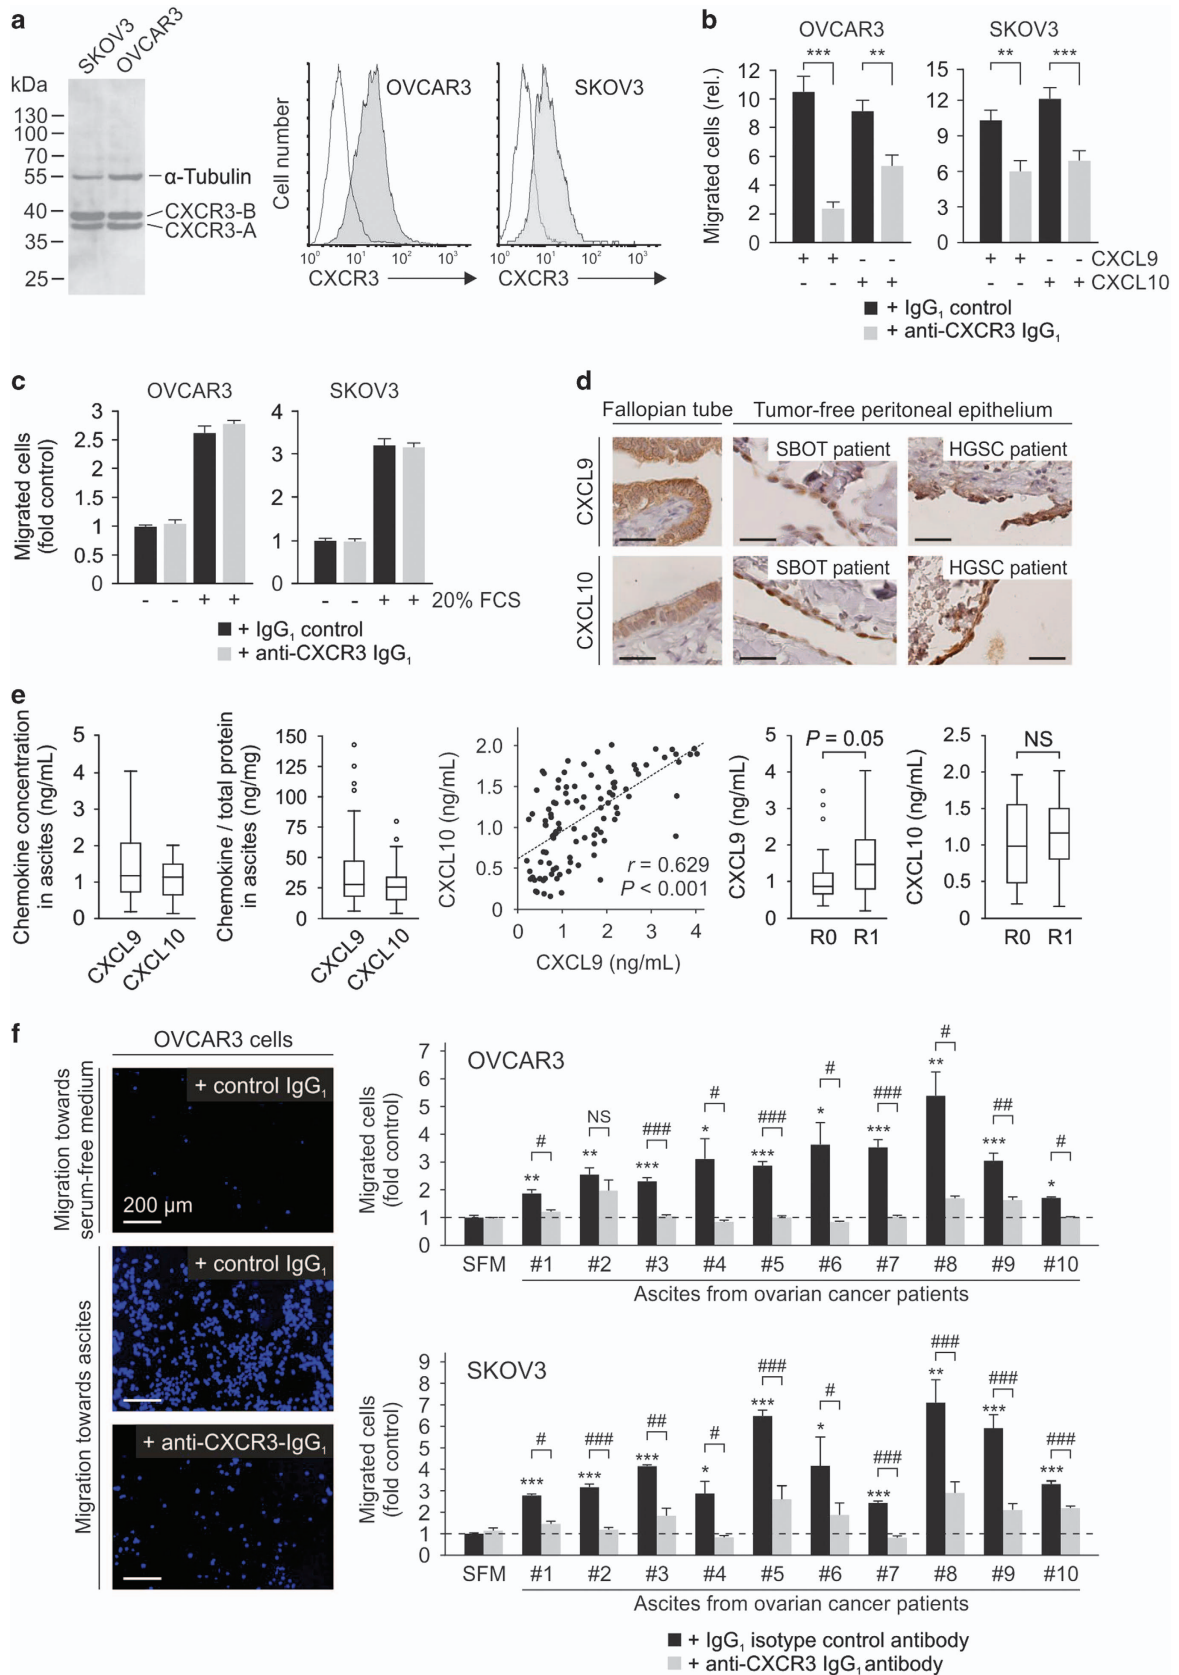 a
SKOV3
OVCAR3
kDa
130
100
70
55
40
35
25
α-Tubulin
CXCR3-B
CXCR3-A
Cell number
OVCAR3
SKOV3
10⁰ 10¹ 10² 10³
10⁰ 10¹ 10² 10³
CXCR3
CXCR3
b
OVCAR3
SKOV3
Migrated cells (rel.)
*** **
** ***
12
10
8
6
4
2
0
15
12
9
6
3
0
+ + - - + + - - CXCL9
- - + + - - + + CXCL10
+ IgG₁ control
+ anti-CXCR3 IgG₁
c
OVCAR3
SKOV3
Migrated cells
(fold control)
3
2.5
2
1
0.5
0
4
3
2
1
0
- - + + - - + + 20% FCS
+ IgG₁ control
+ anti-CXCR3 IgG₁
d
Fallopian tube
Tumor-free peritoneal epithelium
CXCL9
SBOT patient
HGSC patient
CXCL10
SBOT patient
HGSC patient
e
Chemokine concentration
in ascites (ng/mL)
5
4
3
2
1
0
CXCL9
CXCL10
Chemokine / total protein
in ascites (ng/mg)
150
125
100
75
50
25
0
CXCL9
CXCL10
CXCL10 (ng/mL)
2.0
1.5
1.0
0.5
0
r = 0.629
P < 0.001
0 1 2 3 4
CXCL9 (ng/mL)
CXCL9 (ng/mL)
5
4
3
2
1
0
P = 0.05
R0 R1
CXCL10 (ng/mL)
2.5
2.0
1.5
1.0
0.5
0
NS
R0 R1
f
OVCAR3 cells
Migration towards
serum-free medium
+ control IgG₁
200 µm
Migration towards ascites
+ control IgG₁
+ anti-CXCR3-IgG₁
OVCAR3
Migrated cells
(fold control)
7
6
5
4
3
2
1
0
# NS ### # ### # ### # ## #
** ** *** * *** * *** ** *** *
SFM #1 #2 #3 #4 #5 #6 #7 #8 #9 #10
Ascites from ovarian cancer patients
SKOV3
Migrated cells
(fold control)
9
8
7
6
5
4
3
2
1
0
# ### ## # ### # ### ### ### ###
*** *** *** * *** * *** ** *** ***
SFM #1 #2 #3 #4 #5 #6 #7 #8 #9 #10
Ascites from ovarian cancer patients
+ IgG₁ isotype control antibody
+ anti-CXCR3 IgG₁ antibody